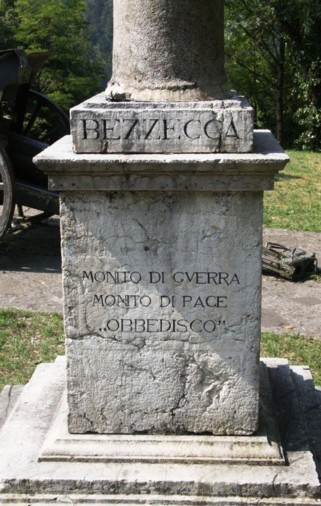 BEZZECCA
MONITO DI GVERRA
MONITO DI PACE
„OBBEDISCO”